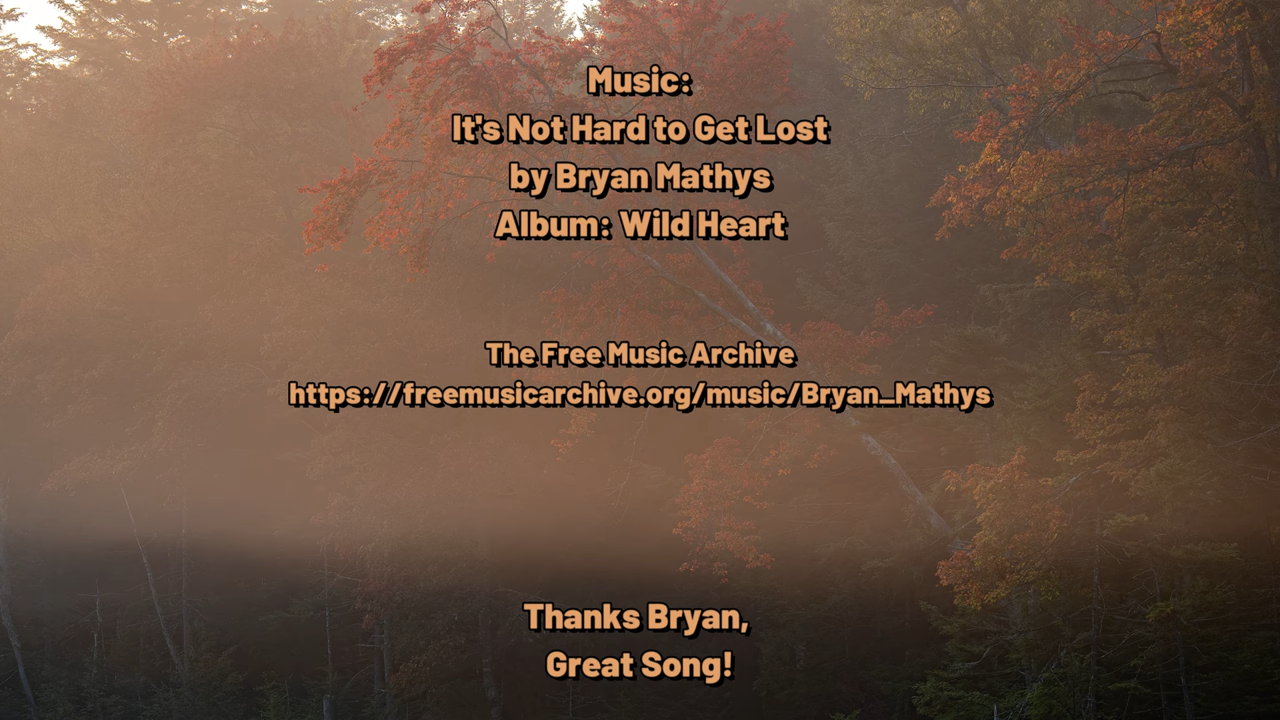 Music:
It's Not Hard to Get Lost
by Bryan Mathys
Album: Wild Heart
The Free Music Archive
https://freemusicarchive.org/music/Bryan_Mathys
Thanks Bryan,
Great Song!